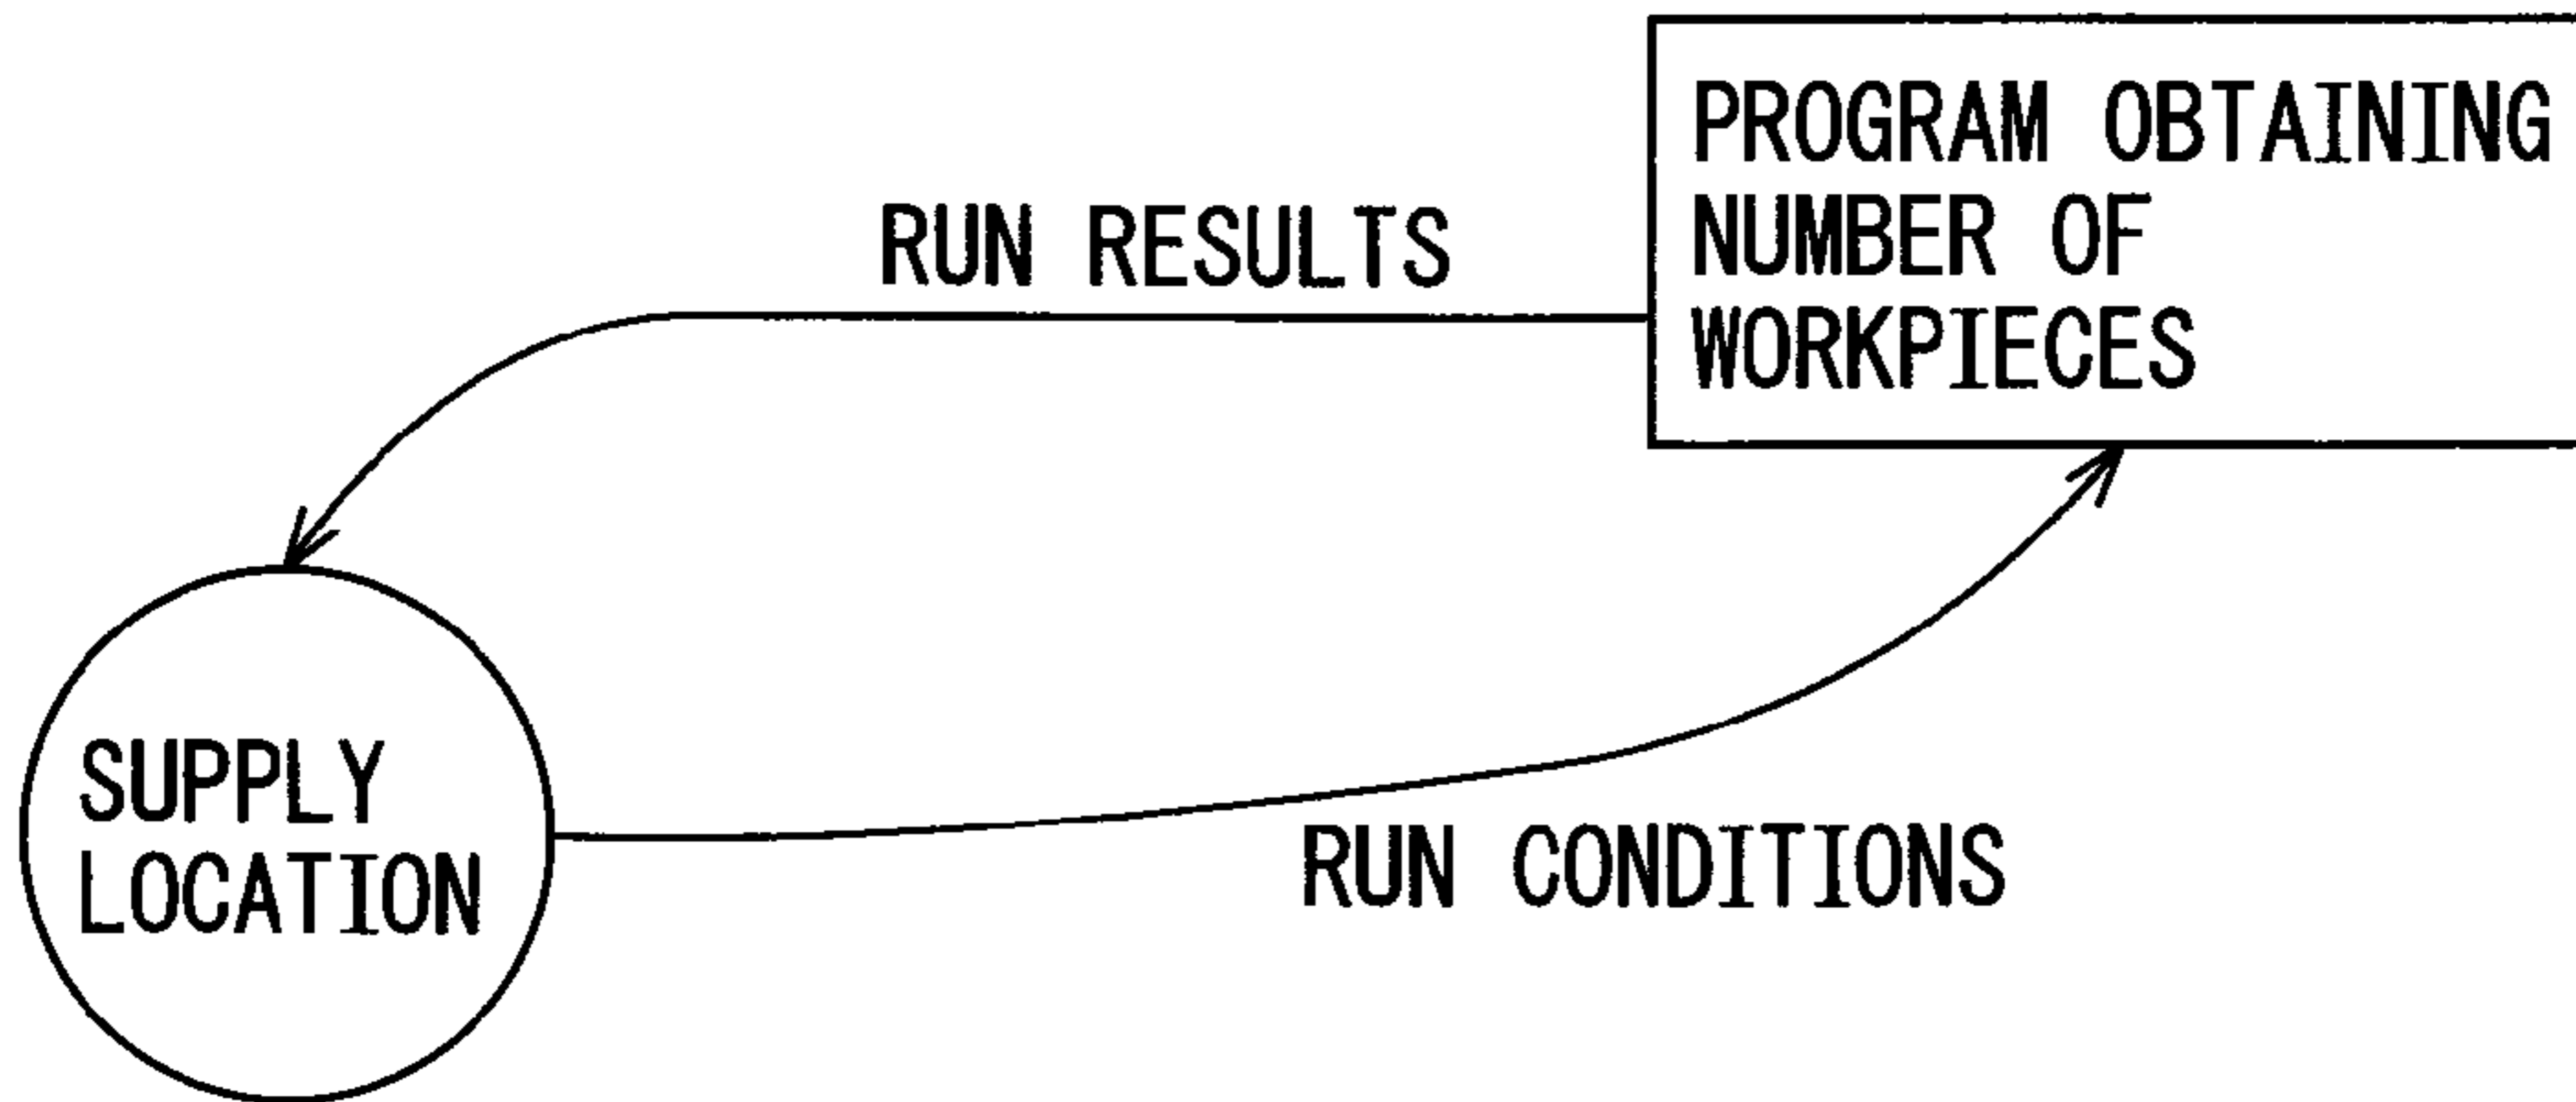 PROGRAM OBTAINING
NUMBER OF
WORKPIECES
RUN RESULTS
SUPPLY
LOCATION
RUN CONDITIONS